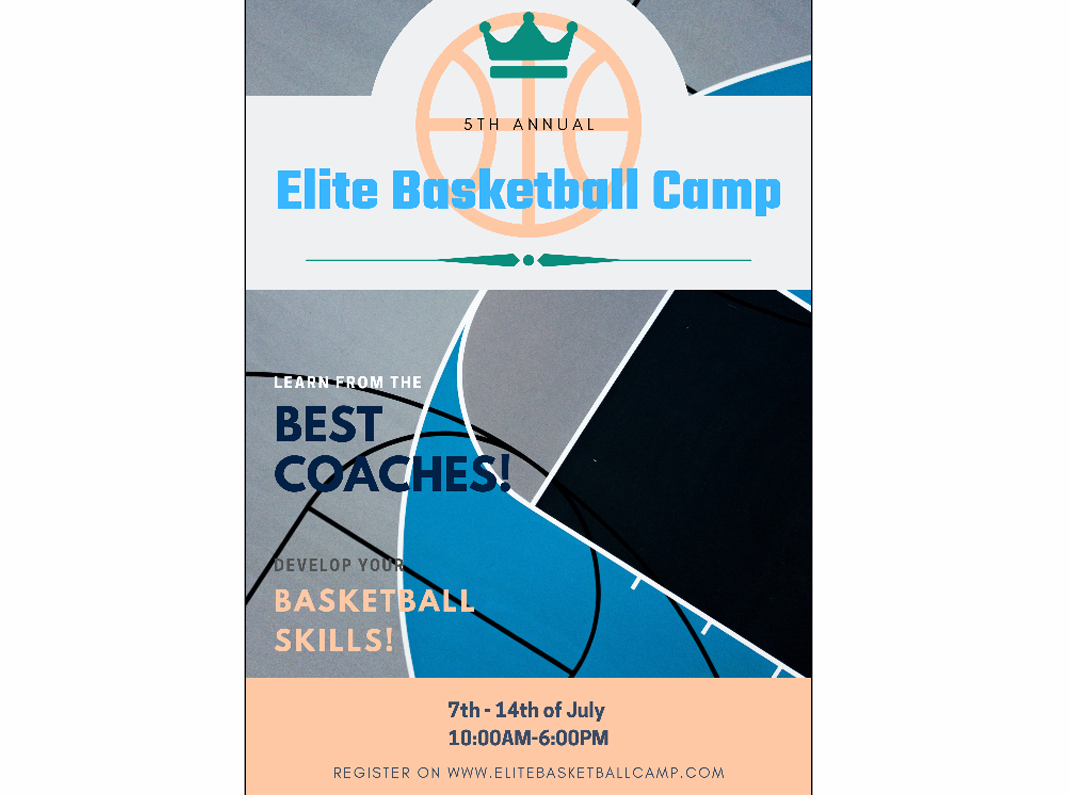 5TH ANNUAL
Elite Basketball Camp
LEARN FROM THE
BEST
COACHES!
DEVELOP YOUR
BASKETBALL
SKILLS!
7th - 14th of July
10:00AM-6:00PM
REGISTER ON WWW.ELITEBASKETBALLCAMP.COM